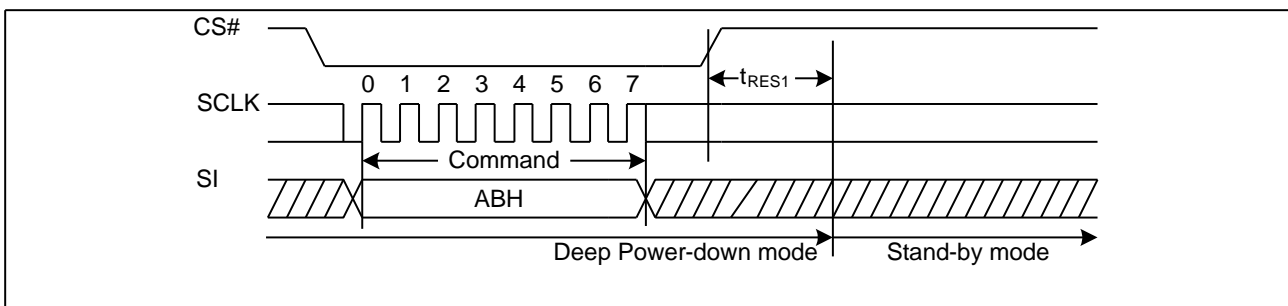 CS#
0 1 2 3 4 5 6 7
tRES1
SCLK
Command
SI
ABH
Deep Power-down mode
Stand-by mode